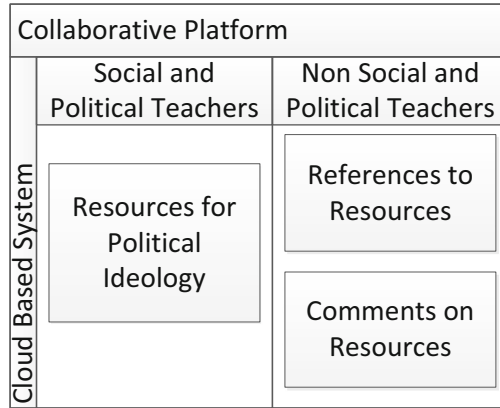 Collaborative Platform
Social and
Political Teachers
Non Social and
Political Teachers
Cloud Based System
Resources for
Political
Ideology
References to
Resources
Comments on
Resources